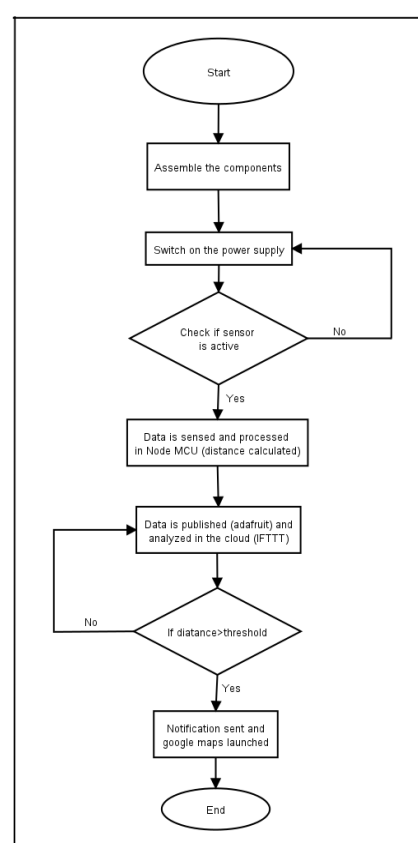 Start
Assemble the components
Switch on the power supply
Check if sensor
is active
No
Yes
Data is sensed and processed
in Node MCU (distance calculated)
Data is published (adafruit) and
analyzed in the cloud (IFTTT)
No
If diatance>threshold
Yes
Notification sent and
google maps launched
End